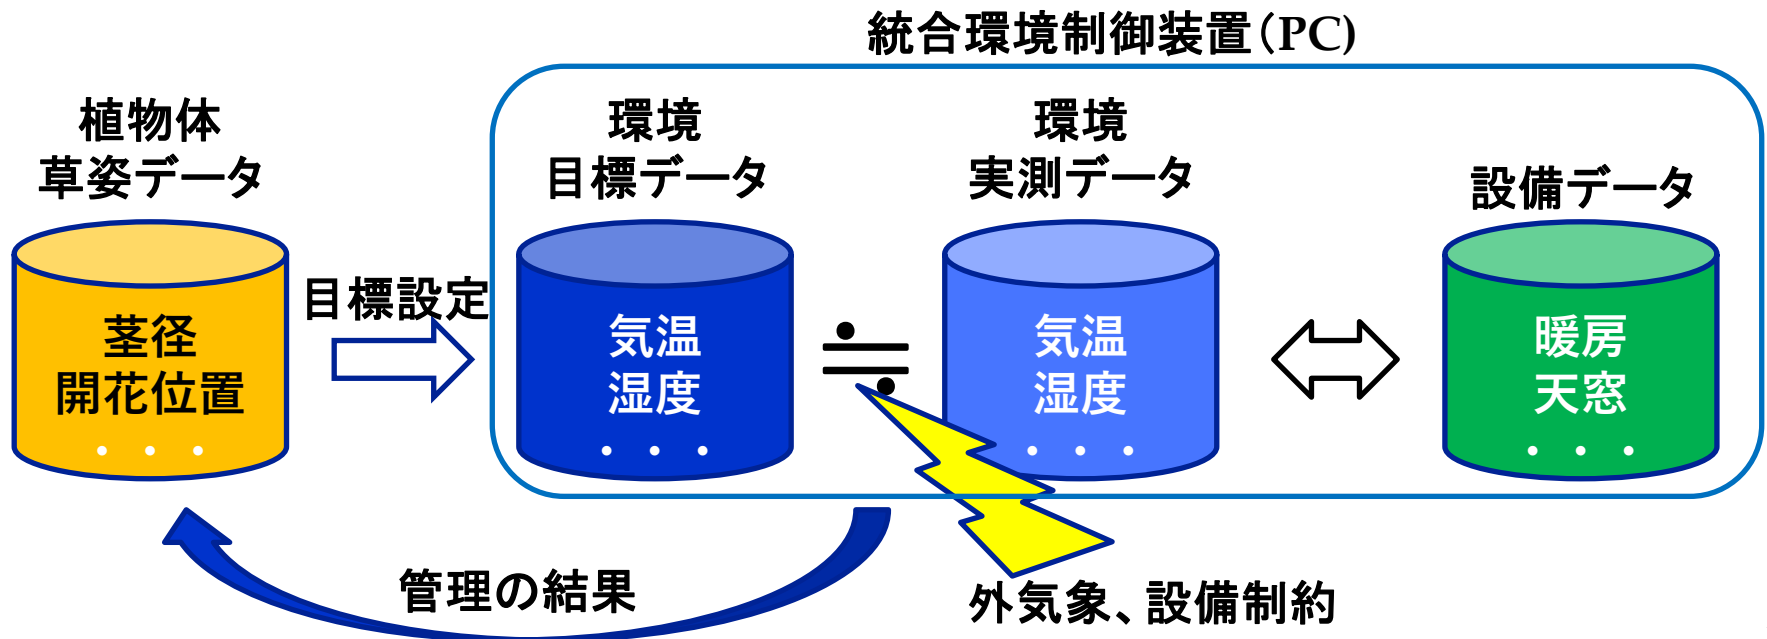 統合環境制御装置（PC)
植物体
草姿データ
環境
目標データ
環境
実測データ
設備データ
目標設定
茎径
開花位置
・・・
気温
湿度
・・・
≒
気温
湿度
・・・
暖房
天窓
・・・
管理の結果
外気象、設備制約